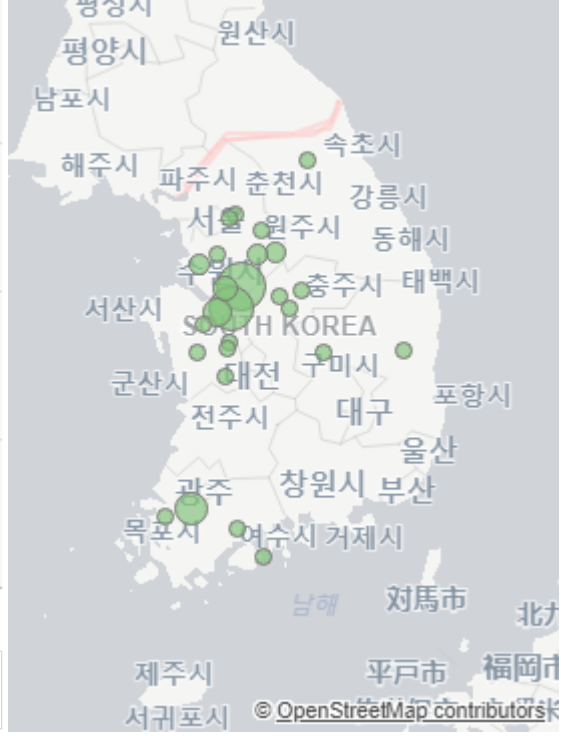 평성시
원산시
평양시
남포시
속초시
해주시
파주시 춘천시
강릉시
서울 원주시
동해시
충주시 태백시
서산시
SOUTH KOREA
대전 구미시
군산시
포항시
전주시 대구
울산
광주 창원시 부산
목포시 여수시 거제시
남해 対馬市
北九
제주시 平戸市 福岡市
서귀포시
© OpenStreetMap contributors